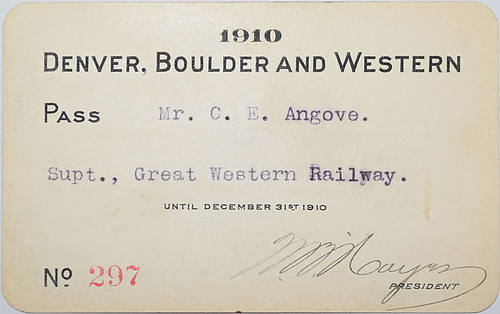 1910
DENVER, BOULDER AND WESTERN
PASS Mr. C. E. Angove.
Supt., Great Western Railway.
UNTIL DECEMBER 31ST 1910
No 297
PRESIDENT